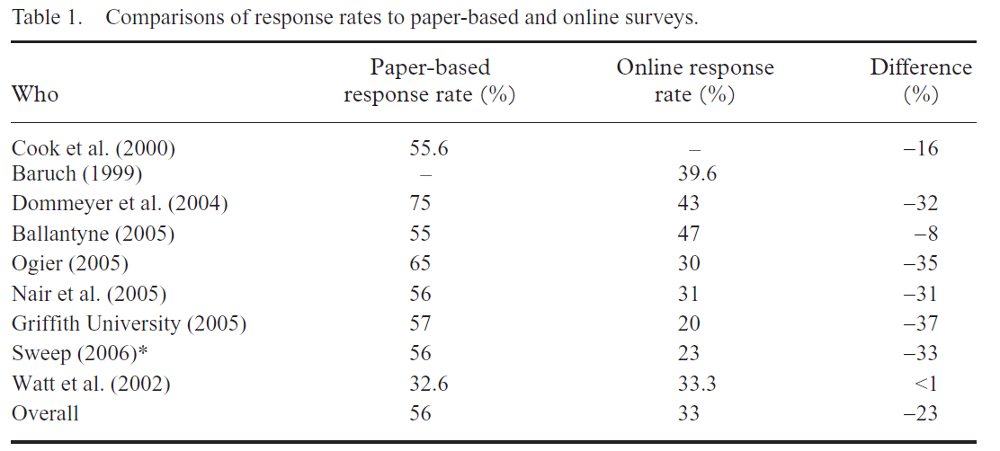 Table 1. Comparisons of response rates to paper-based and online surveys.
Who Paper-based response rate (%) Online response rate (%) Difference (%)
Cook et al. (2000) 55.6 – –16
Baruch (1999) – 39.6
Dommeyer et al. (2004) 75 43 –32
Ballantyne (2005) 55 47 –8
Ogier (2005) 65 30 –35
Nair et al. (2005) 56 31 –31
Griffith University (2005) 57 20 –37
Sweep (2006)* 56 23 –33
Watt et al. (2002) 32.6 33.3 <1
Overall 56 33 –23